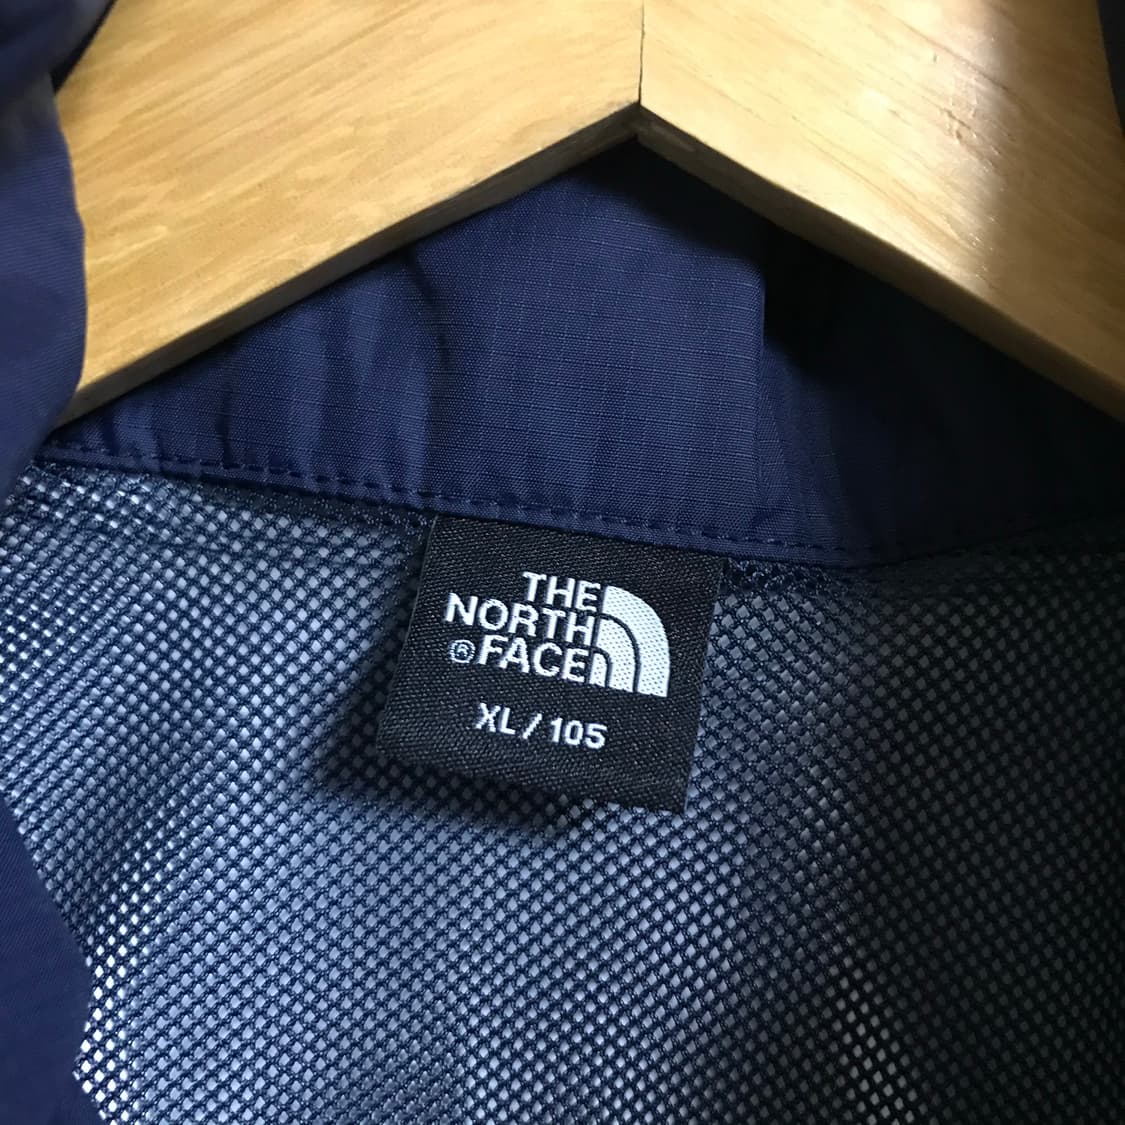 THE
NORTH
® FACE
XL / 105